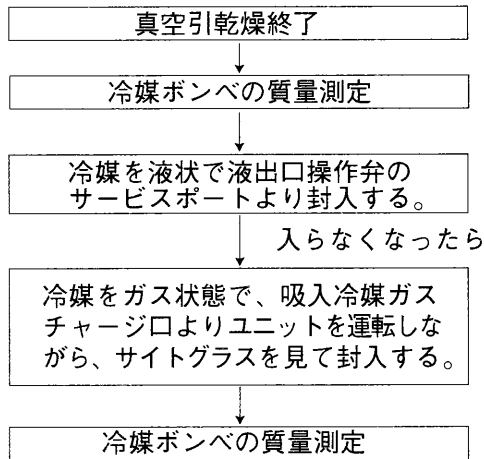 真空引乾燥終了
冷媒ボンベの質量測定
冷媒を液状で液出口操作弁の
サービスポートより封入する。
入らなくなったら
冷媒をガス状態で、吸入冷媒ガス
チャージ口よりユニットを運転しな
がら、サイトグラスを見て封入する。
冷媒ボンベの質量測定